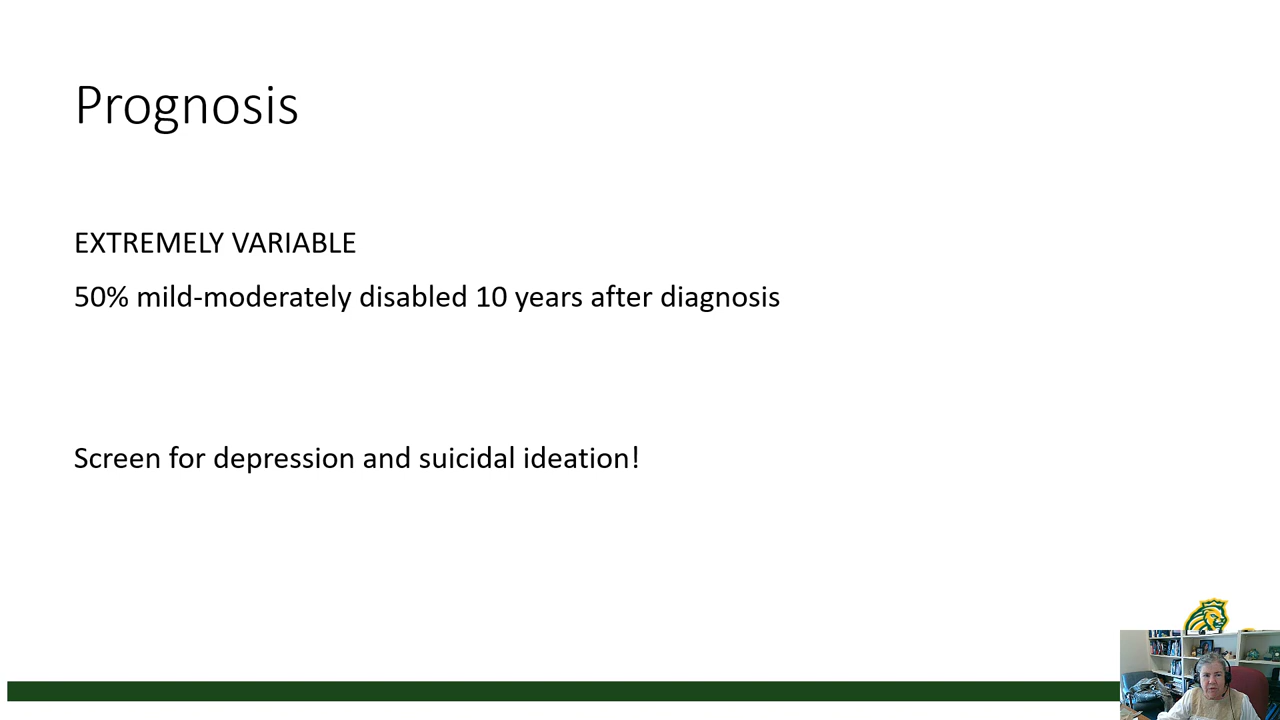 Prognosis
EXTREMELY VARIABLE
50% mild-moderately disabled 10 years after diagnosis
Screen for depression and suicidal ideation!